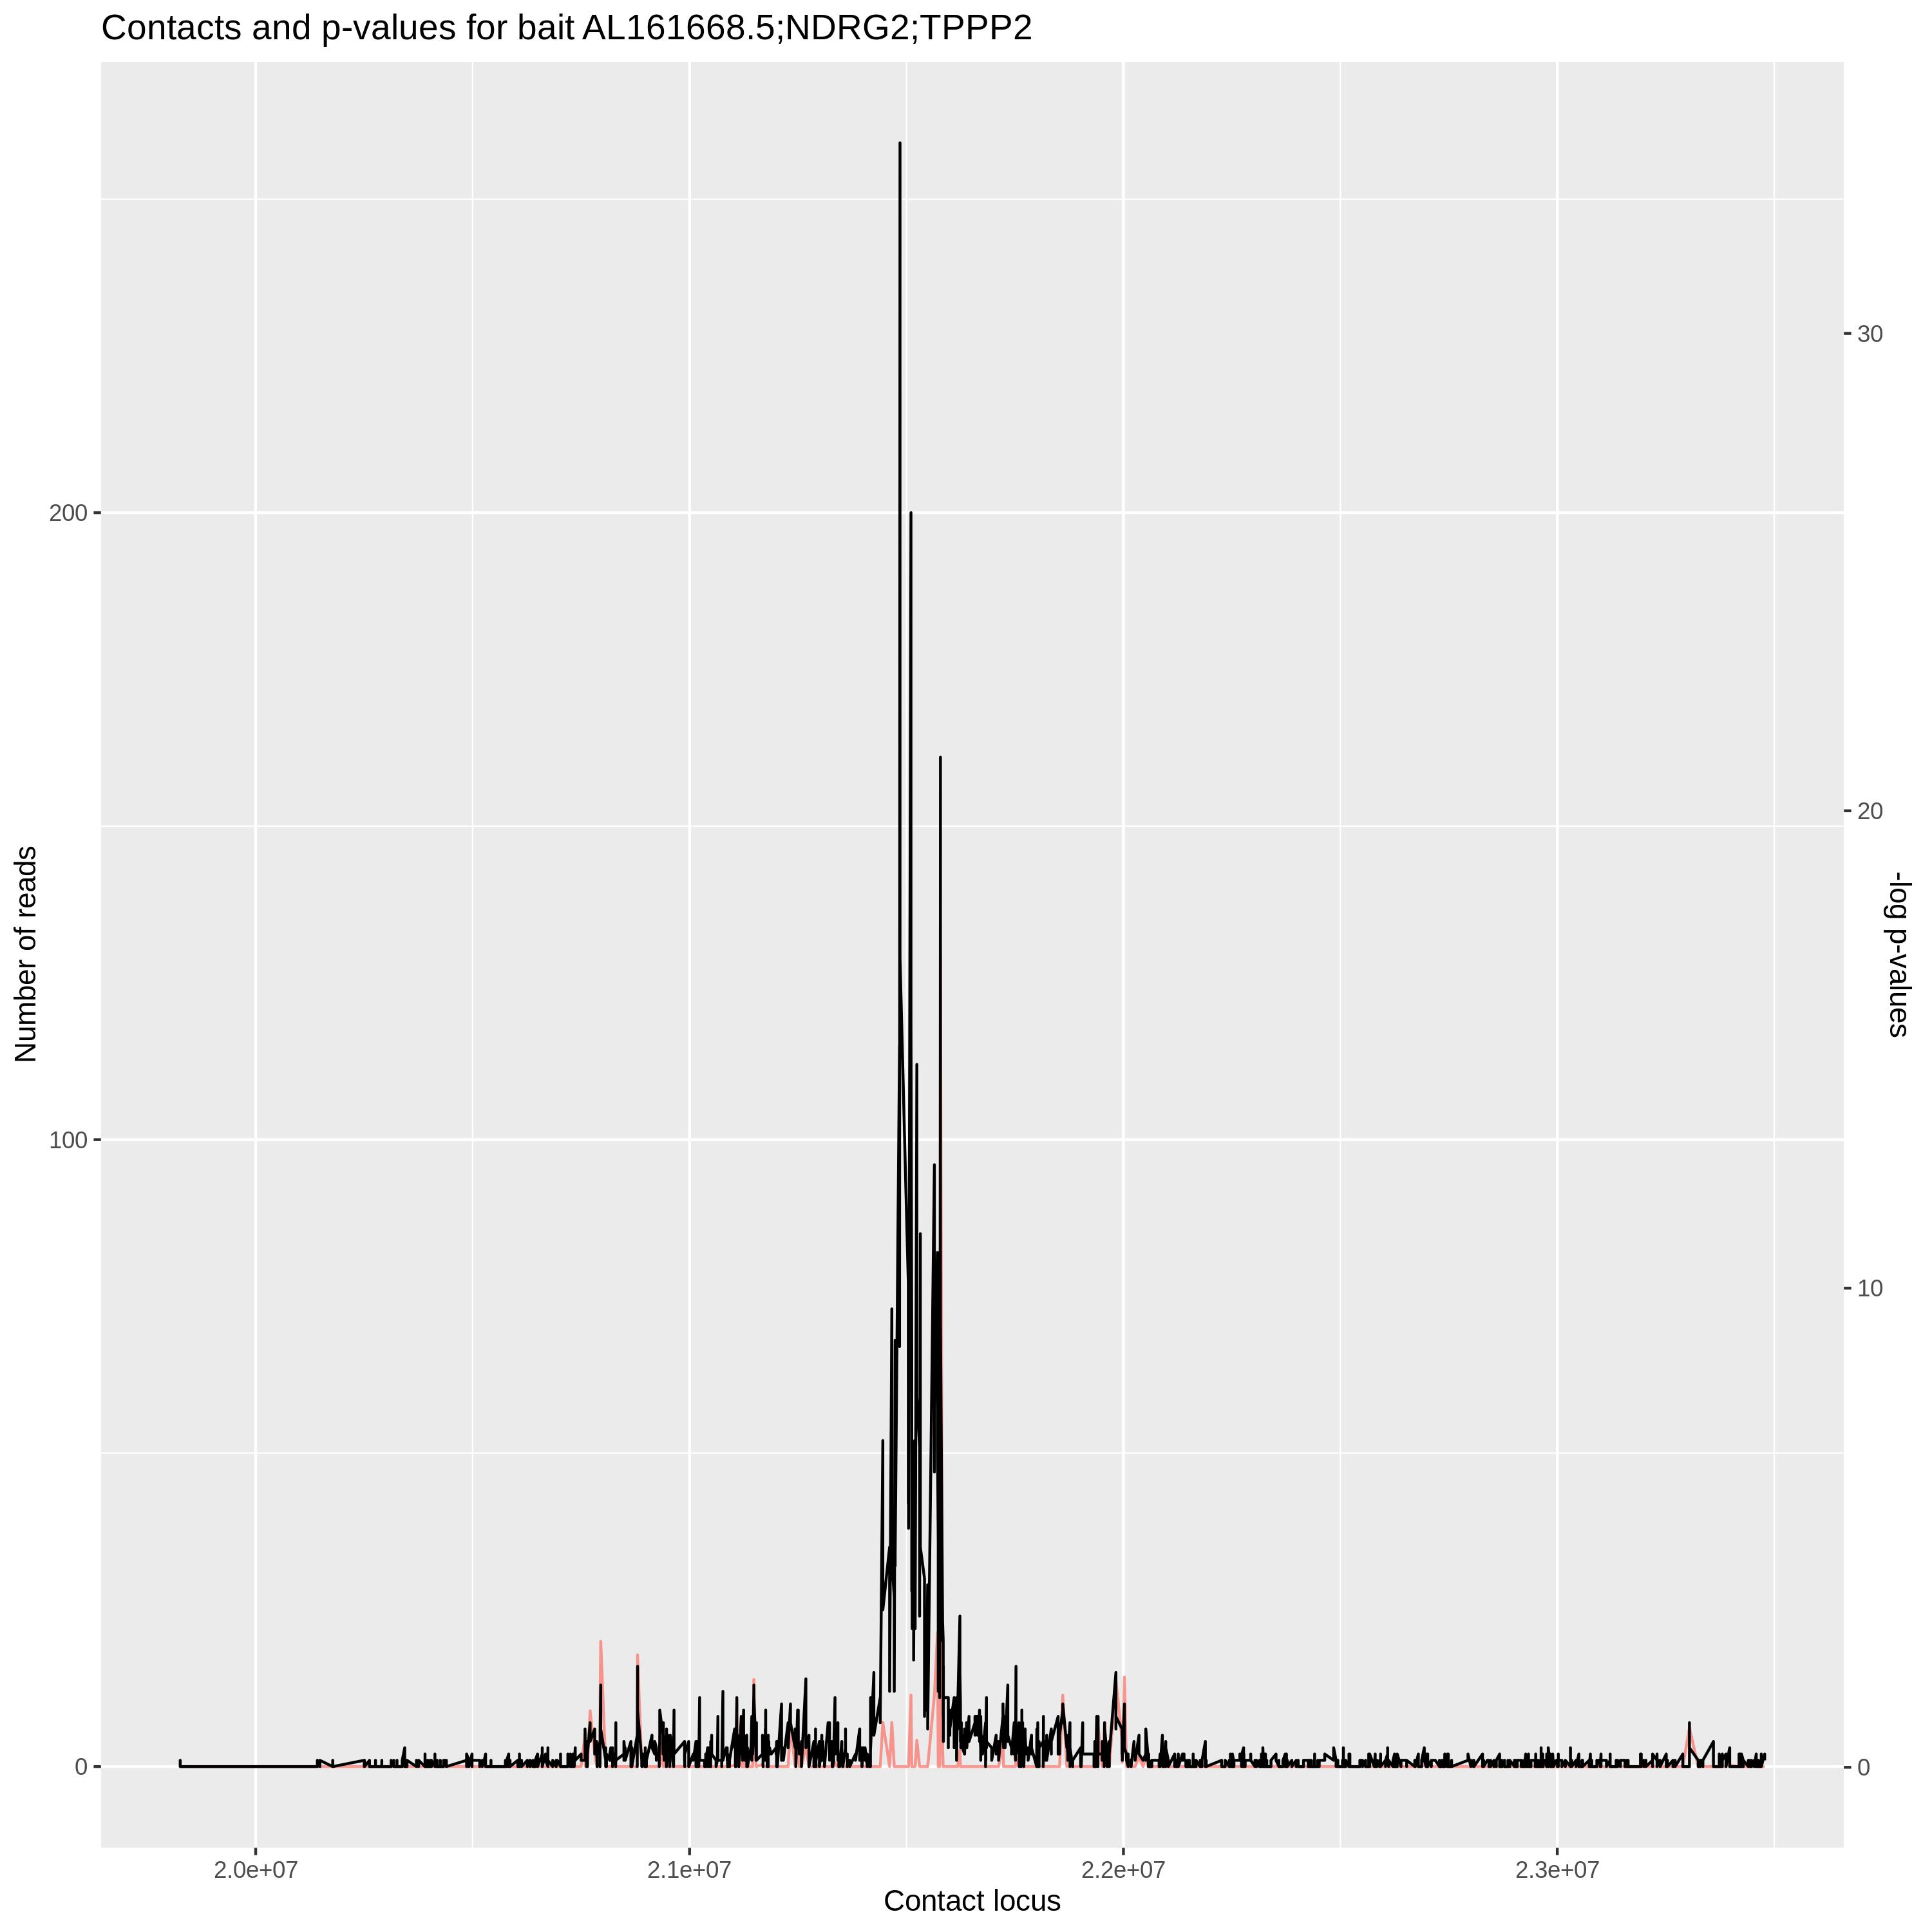 Contacts and p-values for bait AL161668.5;NDRG2;TPPP2
Number of reads
200
100
0
30
20
10
0
-log p-values
2.0e+07 2.1e+07 2.2e+07 2.3e+07
Contact locus